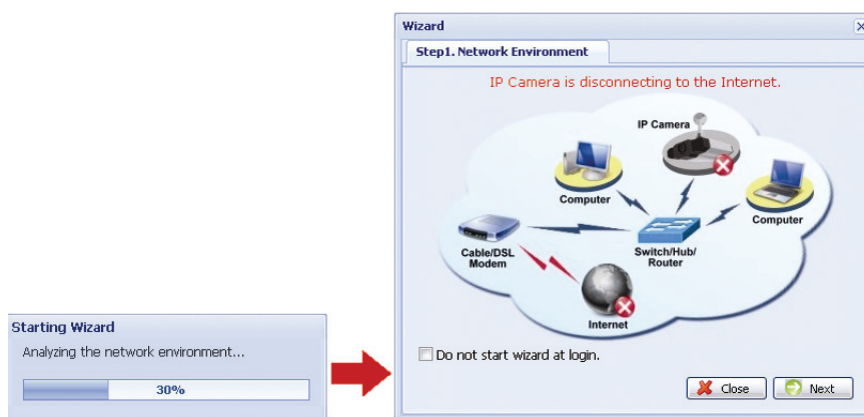 Starting Wizard
Analyzing the network environment...
30%
Wizard
Step1. Network Environment
IP Camera is disconnecting to the Internet.
IP Camera
Computer
Computer
Cable/DSL
Modem
Switch/Hub/
Router
Internet
Do not start wizard at login.
Close
Next